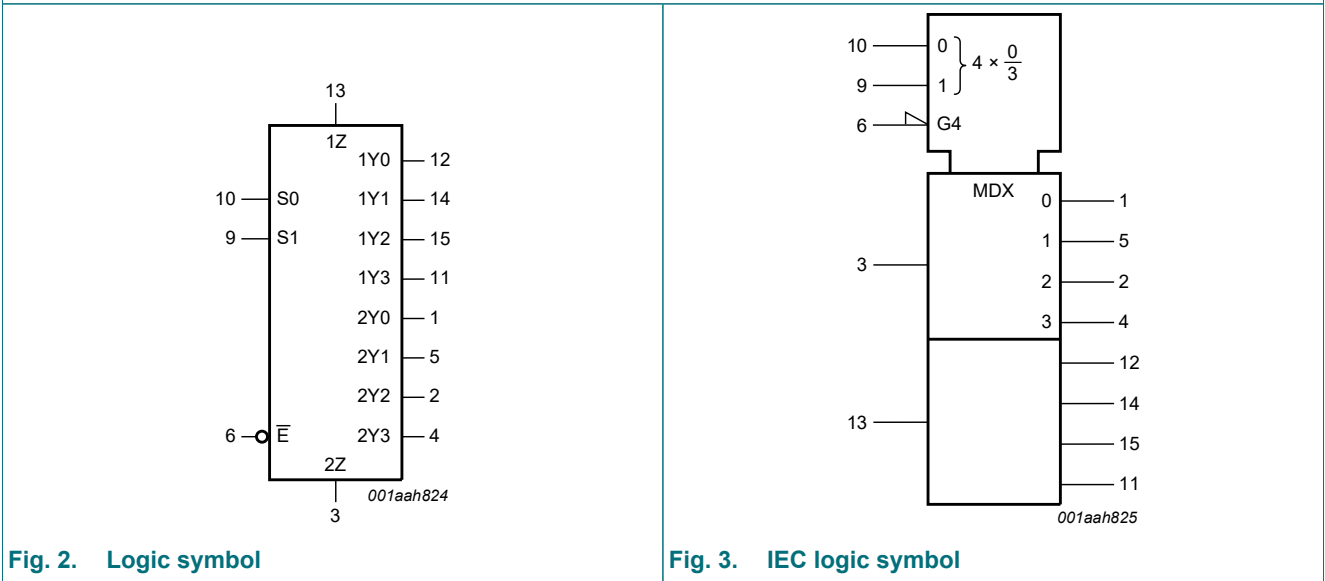 13
1Z
1Y0 12
10 S0 1Y1 14
9 S1 1Y2 15
1Y3 11
2Y0 1
2Y1 5
2Y2 2
6 E̅ 2Y3 4
2Z
001aah824
3
Fig. 2. Logic symbol
10 0 } 4 × 0/3
9 1
6 G4
MDX
0 1
1 5
3
2 2
3 4
12
14
13
15
11
001aah825
Fig. 3. IEC logic symbol